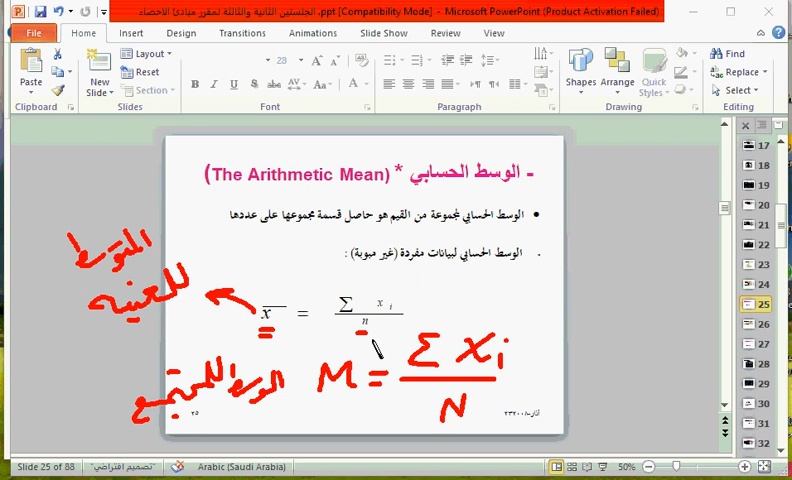 الجلستين الثانية والثالثة لمقرر مبادئ الاحصاء.ppt [Compatibility Mode] - Microsoft PowerPoint (Product Activation Failed)
File Home Insert Design Transitions Animations Slide Show Review View
Paste
Clipboard
New Slide
Layout
Reset
Section
Slides
28
Font
Paragraph
Shapes Arrange Quick Styles
Drawing
Find
Replace
Select
Editing
- الوسط الحسابي * (The Arithmetic Mean)
• الوسط الحسابي لمجموعة من القيم هو حاصل قسمة مجموعها على عددها
. الوسط الحسابي لبيانات مفردة (غير مبوبة) :
المتوسط
للعينه
x̄ = ∑ x i / n
الوسط للمجتمع
M = Σ Xi / N
٢٥
17
18
19
20
21
22
23
24
25
26
27
28
29
30
31
32
Slide 25 of 88 "تصميم افتراضي" Arabic (Saudi Arabia) 50%